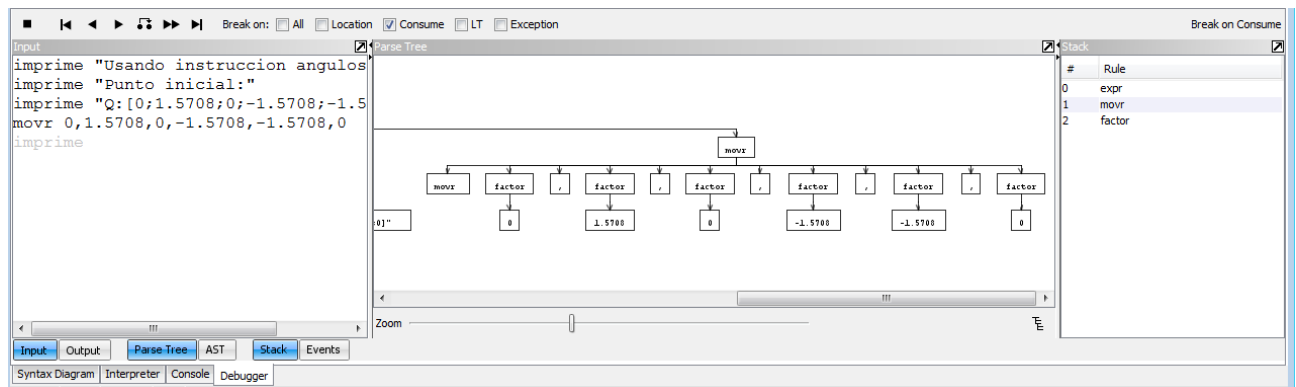 Break on: All Location Consume LT Exception Break on Consume
Input Parse Tree Stack
imprime "Usando instruccion angulos
imprime "Punto inicial:"
imprime "Q:[0;1.5708;0;-1.5708;-1.5
movr 0,1.5708,0,-1.5708,-1.5708,0
imprime
movr
movr factor , factor , factor , factor , factor , factor
:0]" 0 1.5708 0 -1.5708 -1.5708 0
# Rule
0 expr
1 movr
2 factor
Zoom
Input Output Parse Tree AST Stack Events
Syntax Diagram Interpreter Console Debugger